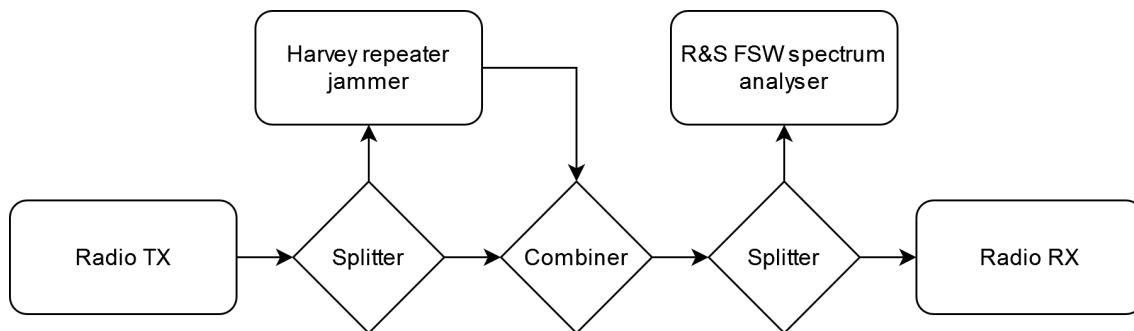 Harvey repeater
jammer
R&S FSW spectrum
analyser
Radio TX
Splitter
Combiner
Splitter
Radio RX